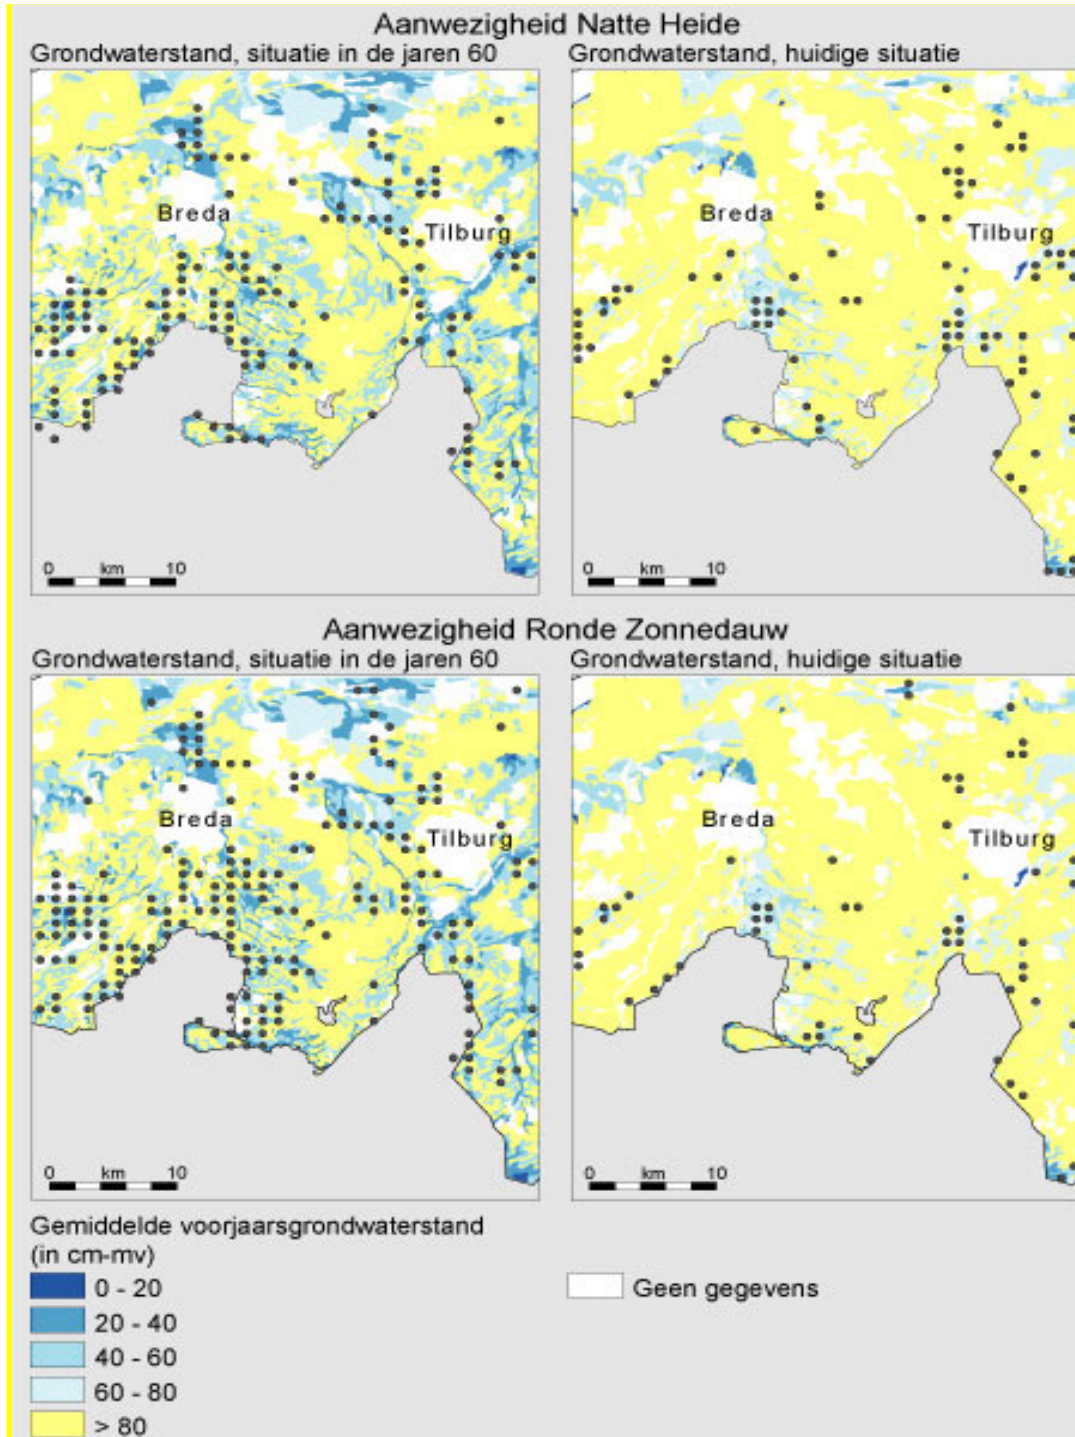 Aanwezigheid Natte Heide
Grondwaterstand, situatie in de jaren 60
Grondwaterstand, huidige situatie
Breda
Tilburg
0 km 10
Breda
Tilburg
0 km 10
Aanwezigheid Ronde Zonnedauw
Grondwaterstand, situatie in de jaren 60
Grondwaterstand, huidige situatie
Breda
Tilburg
0 km 10
Breda
Tilburg
0 km 10
Gemiddelde voorjaarsgrondwaterstand
(in cm-mv)
0 - 20
20 - 40
40 - 60
60 - 80
> 80
Geen gegevens